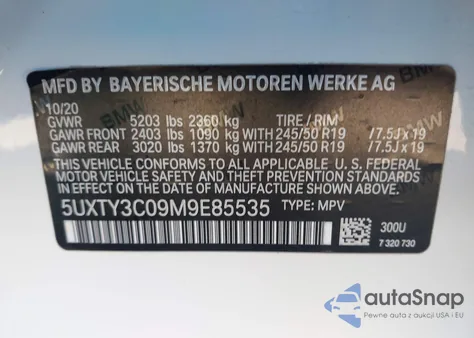 MFD BY BAYERISCHE MOTOREN WERKE AG
10/20
GVWR 5203 lbs 2360 kg TIRE / RIM
GAWR FRONT 2403 lbs 1090 kg WITH 245/50 R19 /7.5J x 19
GAWR REAR 3020 lbs 1370 kg WITH 245/50 R19 /7.5J x 19
THIS VEHICLE CONFORMS TO ALL APPLICABLE U. S. FEDERAL
MOTOR VEHICLE SAFETY, BUMPER, AND
THEFT PREVENTION STANDARDS IN EFFECT ON THE DATE OF
MANUFACTURE SHOWN ABOVE.
5UXTY3C09M9E85535 TYPE: MPV
300U
7 320 730
autoSnap
Pewne auta z aukcji USA i EU